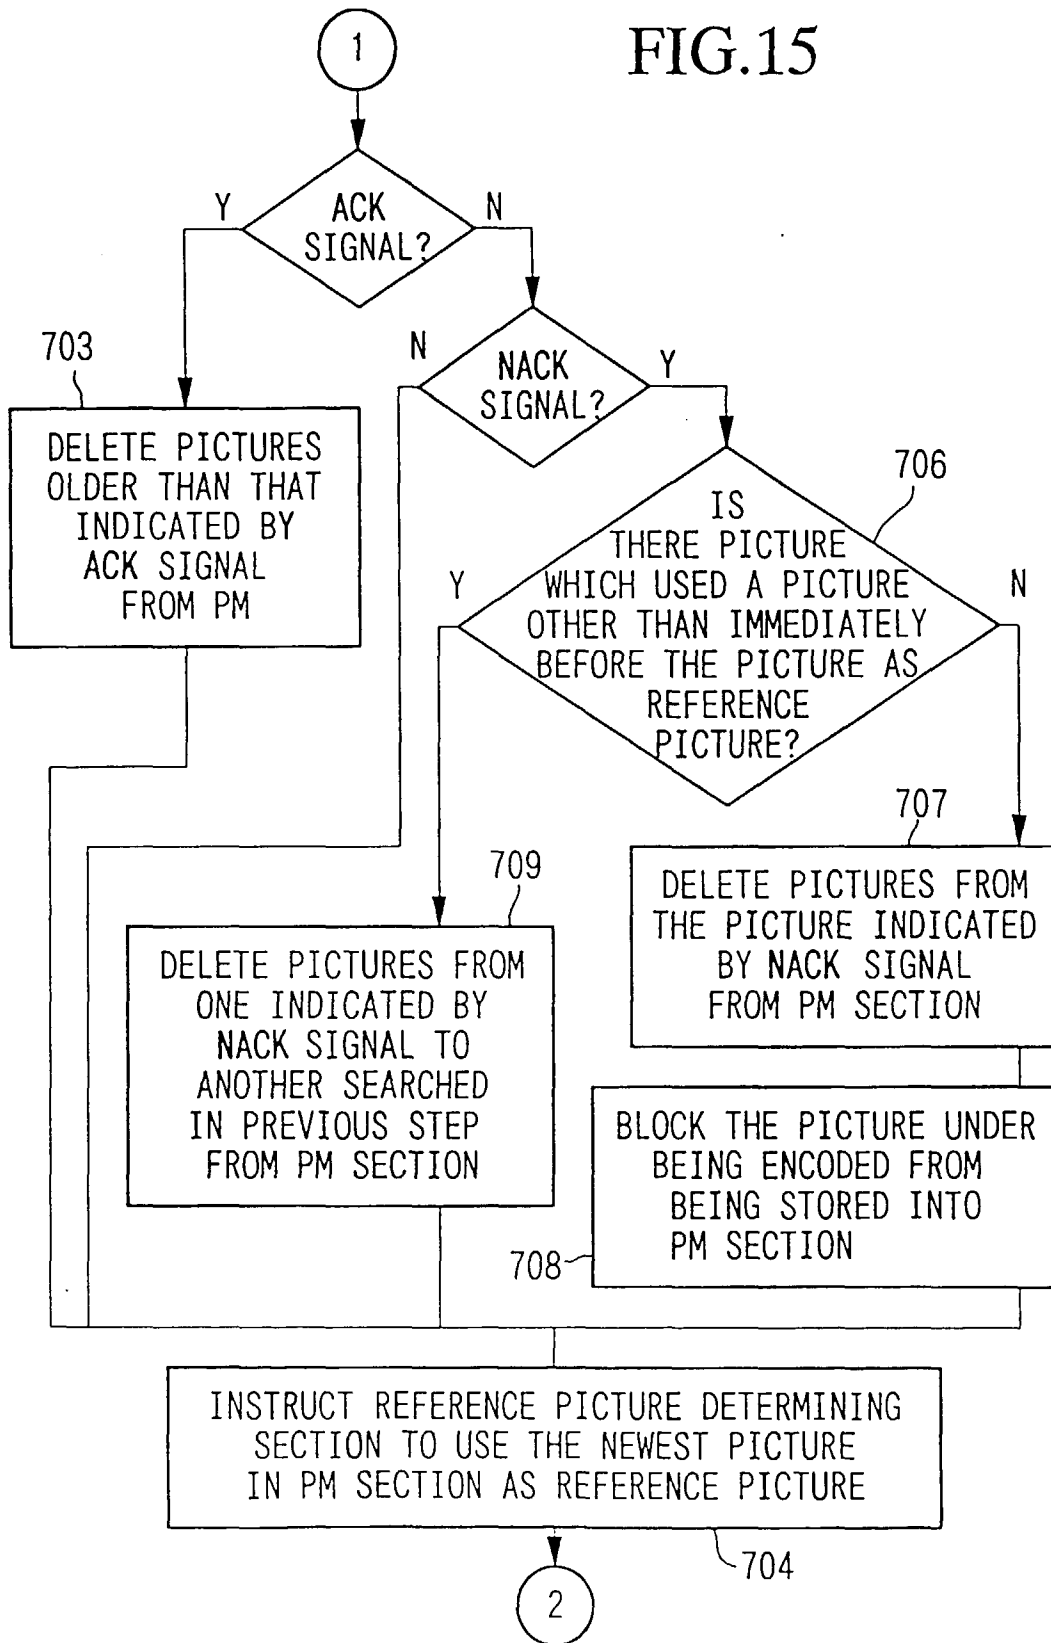 FIG.15
1
ACK
SIGNAL?
Y
N
703
DELETE PICTURES
OLDER THAN THAT
INDICATED BY
ACK SIGNAL
FROM PM
N
NACK
SIGNAL?
Y
706
IS
THERE PICTURE
WHICH USED A PICTURE
OTHER THAN IMMEDIATELY
BEFORE THE PICTURE AS
REFERENCE
PICTURE?
Y
N
709
DELETE PICTURES FROM
ONE INDICATED BY
NACK SIGNAL TO
ANOTHER SEARCHED
IN PREVIOUS STEP
FROM PM SECTION
707
DELETE PICTURES FROM
THE PICTURE INDICATED
BY NACK SIGNAL
FROM PM SECTION
BLOCK THE PICTURE UNDER
BEING ENCODED FROM
BEING STORED INTO
PM SECTION
708
INSTRUCT REFERENCE PICTURE DETERMINING
SECTION TO USE THE NEWEST PICTURE
IN PM SECTION AS REFERENCE PICTURE
704
2